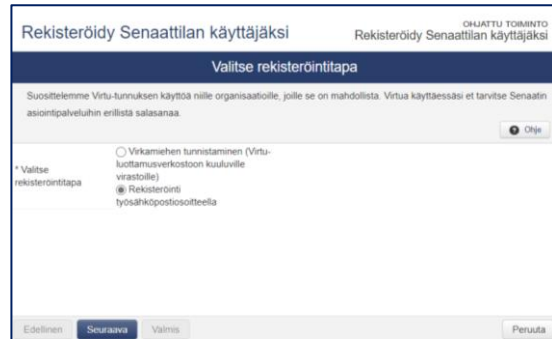 Rekisteröidy Senaattilan käyttäjäksi
OHJATTU TOIMINTO
Rekisteröidy Senaattilan käyttäjäksi
Valitse rekisteröintitapa
Suosittelemme Virtu-tunnuksen käyttöä niille organisaatioille, joille se on mahdollista. Virtua käyttäessäsi et tarvitse Senaatin
asiointipalveluihin erillistä salasanaa.
Ohje
* Valitse
rekisteröintitapa
Virkamiehen tunnistaminen (Virtu-
luottamusverkostoon kuuluville
virastoille)
Rekisteröinti
työsähköpostiosoitteella
Edellinen Seuraava Valmis Peruuta